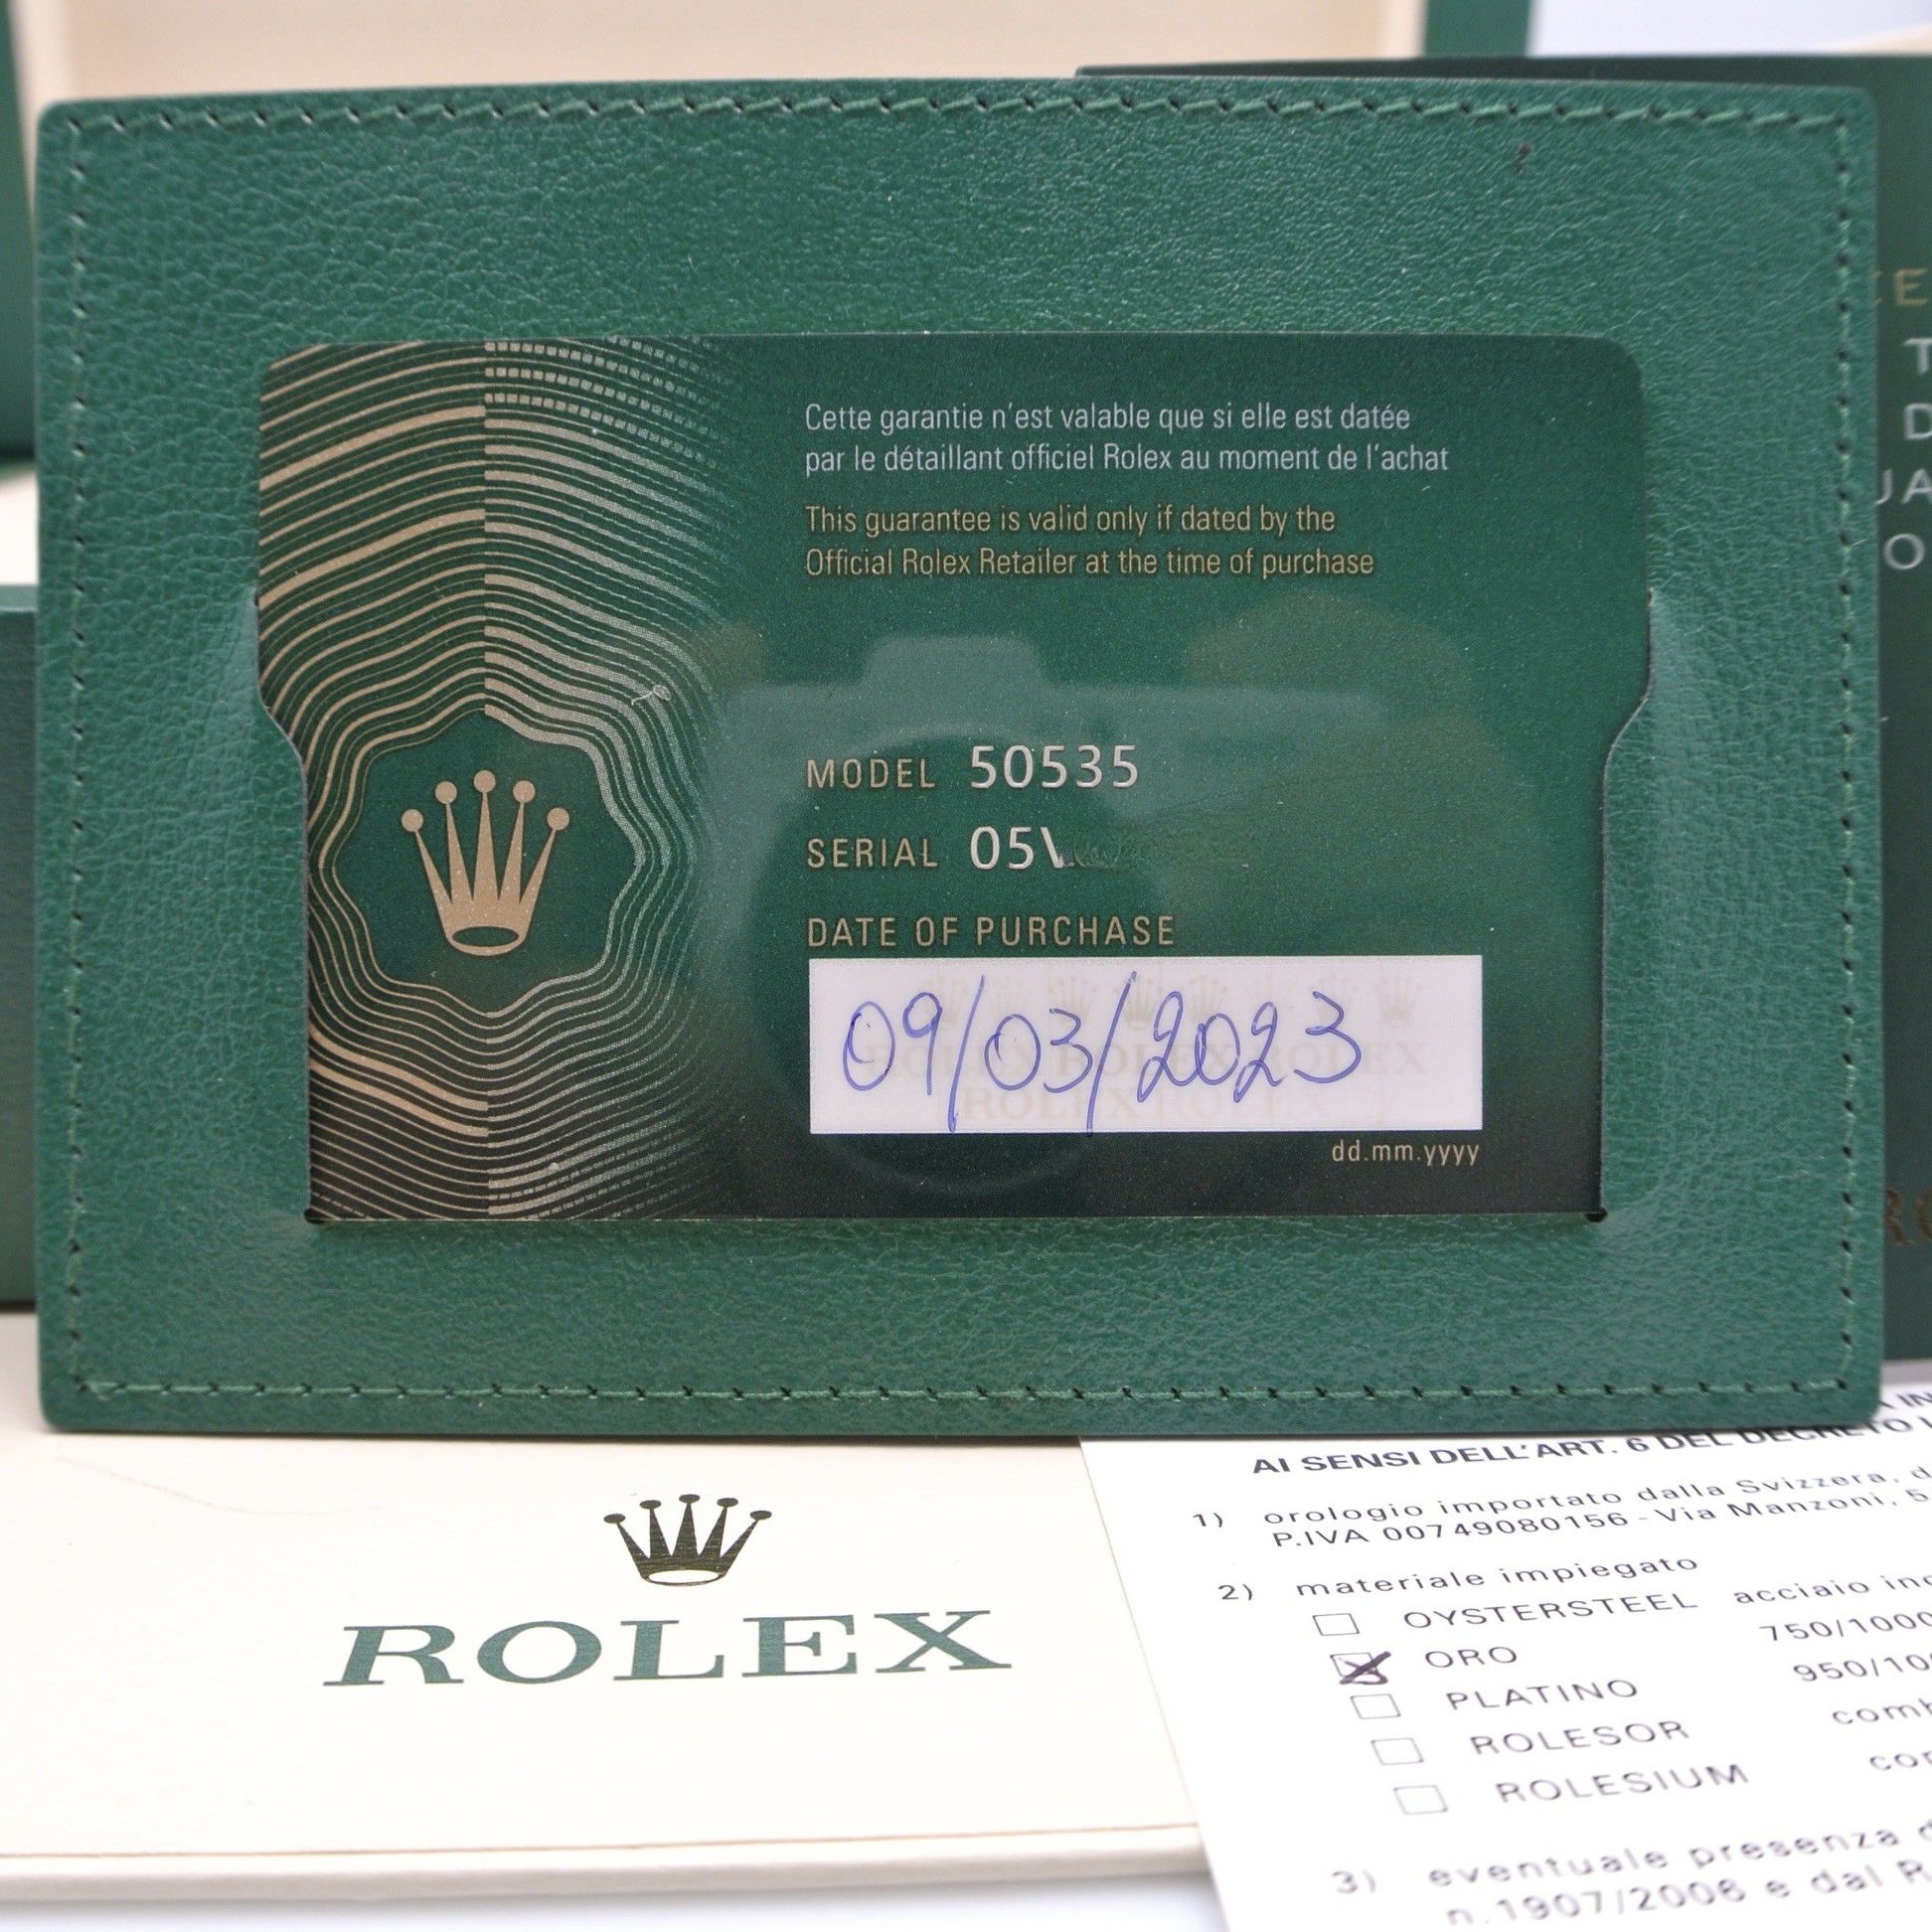 Cette garantie n'est valable que si elle est datée
par le détaillant officiel Rolex au moment de l'achat
This guarantee is valid only if dated by the
Official Rolex Retailer at the time of purchase
MODEL 50535
SERIAL 05
DATE OF PURCHASE
09/03/2023
dd.mm.yyyy
ROLEX
AI SENSI DELL'ART. 6 DEL DECRETO
1) orologio importato dalla Svizzera,
P.IVA 00749080156 - Via Manzoni, 5
2) materiale impiegato
OYSTERSTEEL acciaio
ORO 750/1000
PLATINO 950/10
ROLESOR
ROLESIUM
3) eventuale presenza
n.1907/2006 e dal